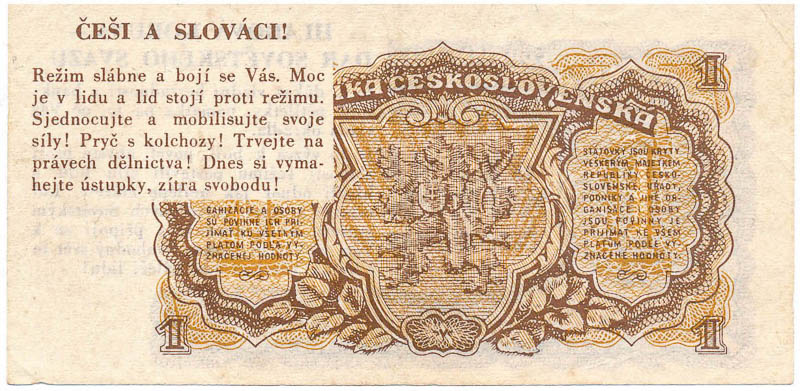 ČEŠI A SLOVÁCI!
Režim slábne a bojí se Vás. Moc
je v lidu a lid stojí proti režimu.
Sjednocujte a mobilisujte svoje
síly! Pryč s kolchozy! Trvejte na
právech dělnictva! Dnes si vyma-
hejte ústupky, zítra svobodu!
IKA ČESKOSLOVENSKÁ
1
GANIZÁCIE A OSOBY
SÚ POVINNÉ ICH PRI-
JÍMAŤ KU VŠETKÝM
PLATOM PODĽA VY-
ZNAČENEJ HODNOTY.
STÁTOVKY JSOU KRYTY
VEŠKERÝM MAJETKEM
REPUBLIKY ČESKO-
SLOVENSKÉ. ÚŘADY,
PODNIKY A JINÉ OR-
GANISACE I OSOBY
JSOU POVINNY JE
PŘIJÍMAT KE VŠEM
PLATŮM PODLE VY-
ZNAČENÉ HODNOTY.
1
1